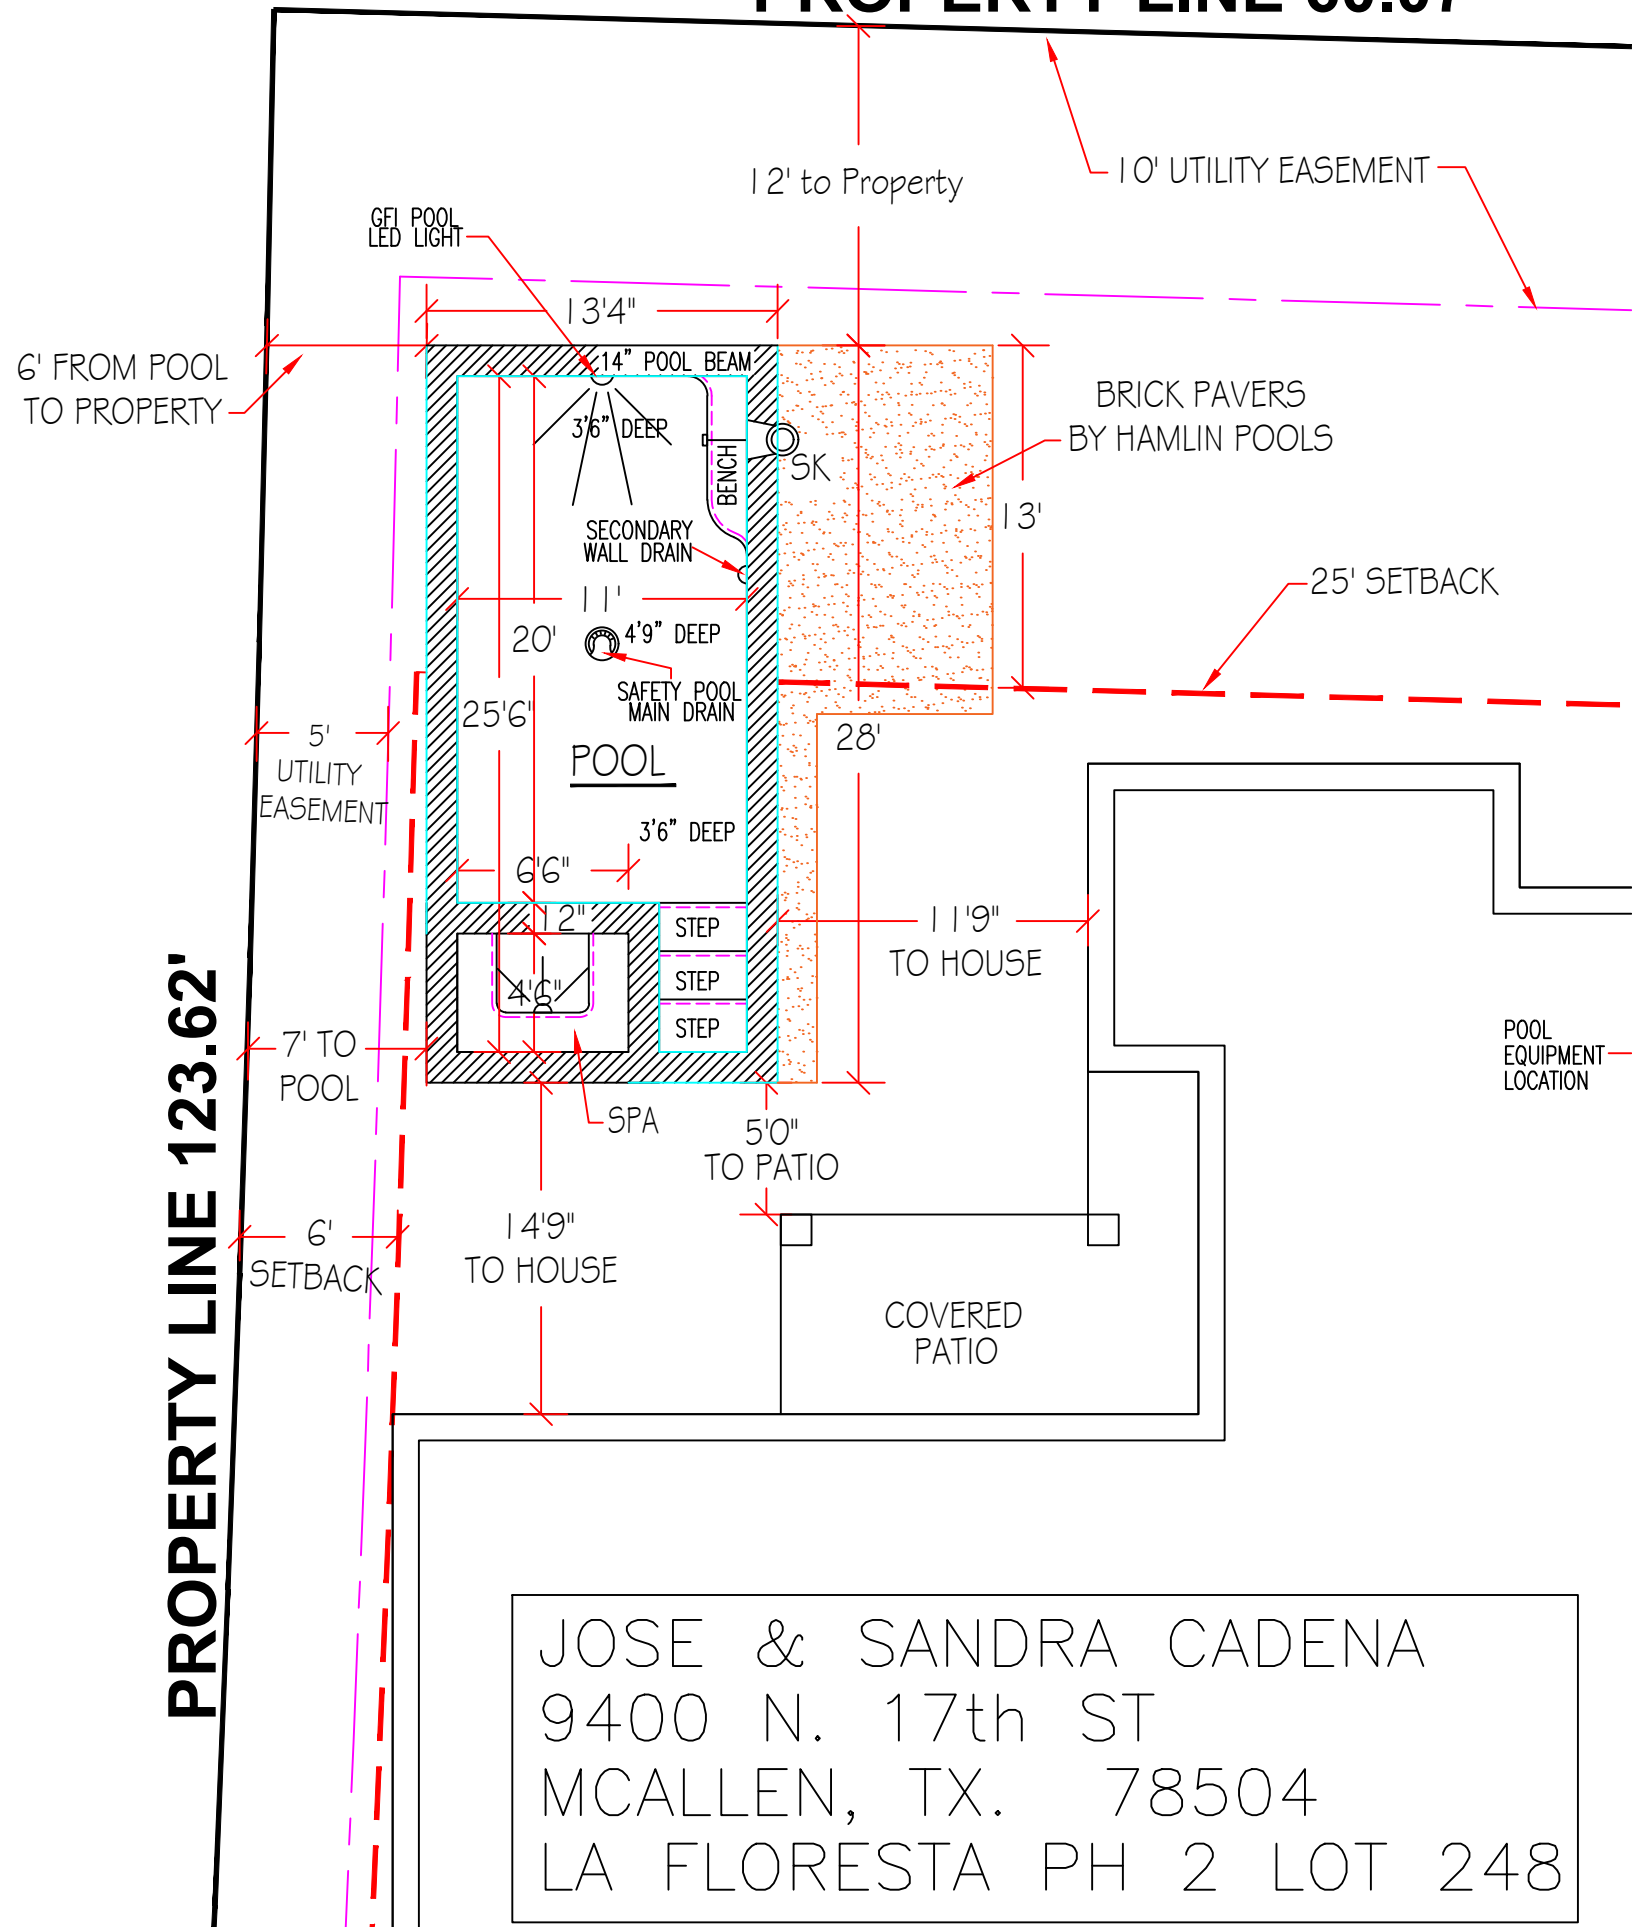 12' to Property
10' UTILITY EASEMENT
GFI POOL
LED LIGHT
13'4"
6' FROM POOL
TO PROPERTY
14" POOL BEAM
3'6" DEEP
BENCH
SK
BRICK PAVERS
BY HAMLIN POOLS
13'
SECONDARY
WALL DRAIN
25' SETBACK
11'
20'
4'9" DEEP
SAFETY POOL
MAIN DRAIN
25'6"
28'
5'
UTILITY
EASEMENT
POOL
3'6" DEEP
6'6"
12"
STEP
STEP
STEP
4'6"
11'9"
TO HOUSE
7' TO
POOL
SPA
5'0"
TO PATIO
POOL
EQUIPMENT
LOCATION
PROPERTY LINE 123.62'
6'
SETBACK
14'9"
TO HOUSE
COVERED
PATIO
JOSE & SANDRA CADENA
9400 N. 17th ST
MCALLEN, TX. 78504
LA FLORESTA PH 2 LOT 248